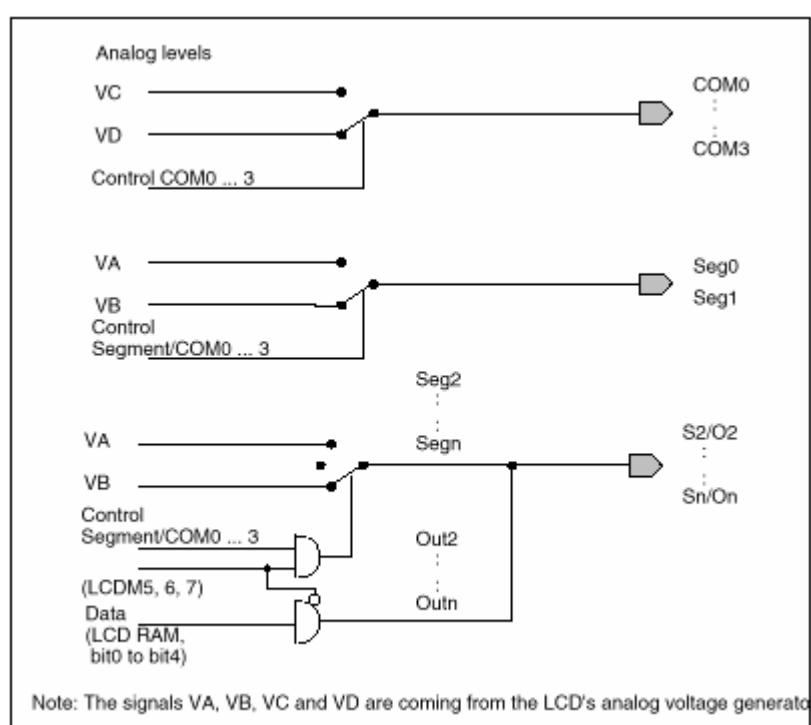 Analog levels
VC
VD
Control COM0 ... 3
COM0
COM3
VA
VB
Control
Segment/COM0 ... 3
Seg0
Seg1
Seg2
Segn
VA
VB
Control
Segment/COM0 ... 3
(LCDM5, 6, 7)
Data
(LCD RAM,
bit0 to bit4)
Out2
Outn
S2/O2
Sn/On
Note: The signals VA, VB, VC and VD are coming from the LCD's analog voltage generato